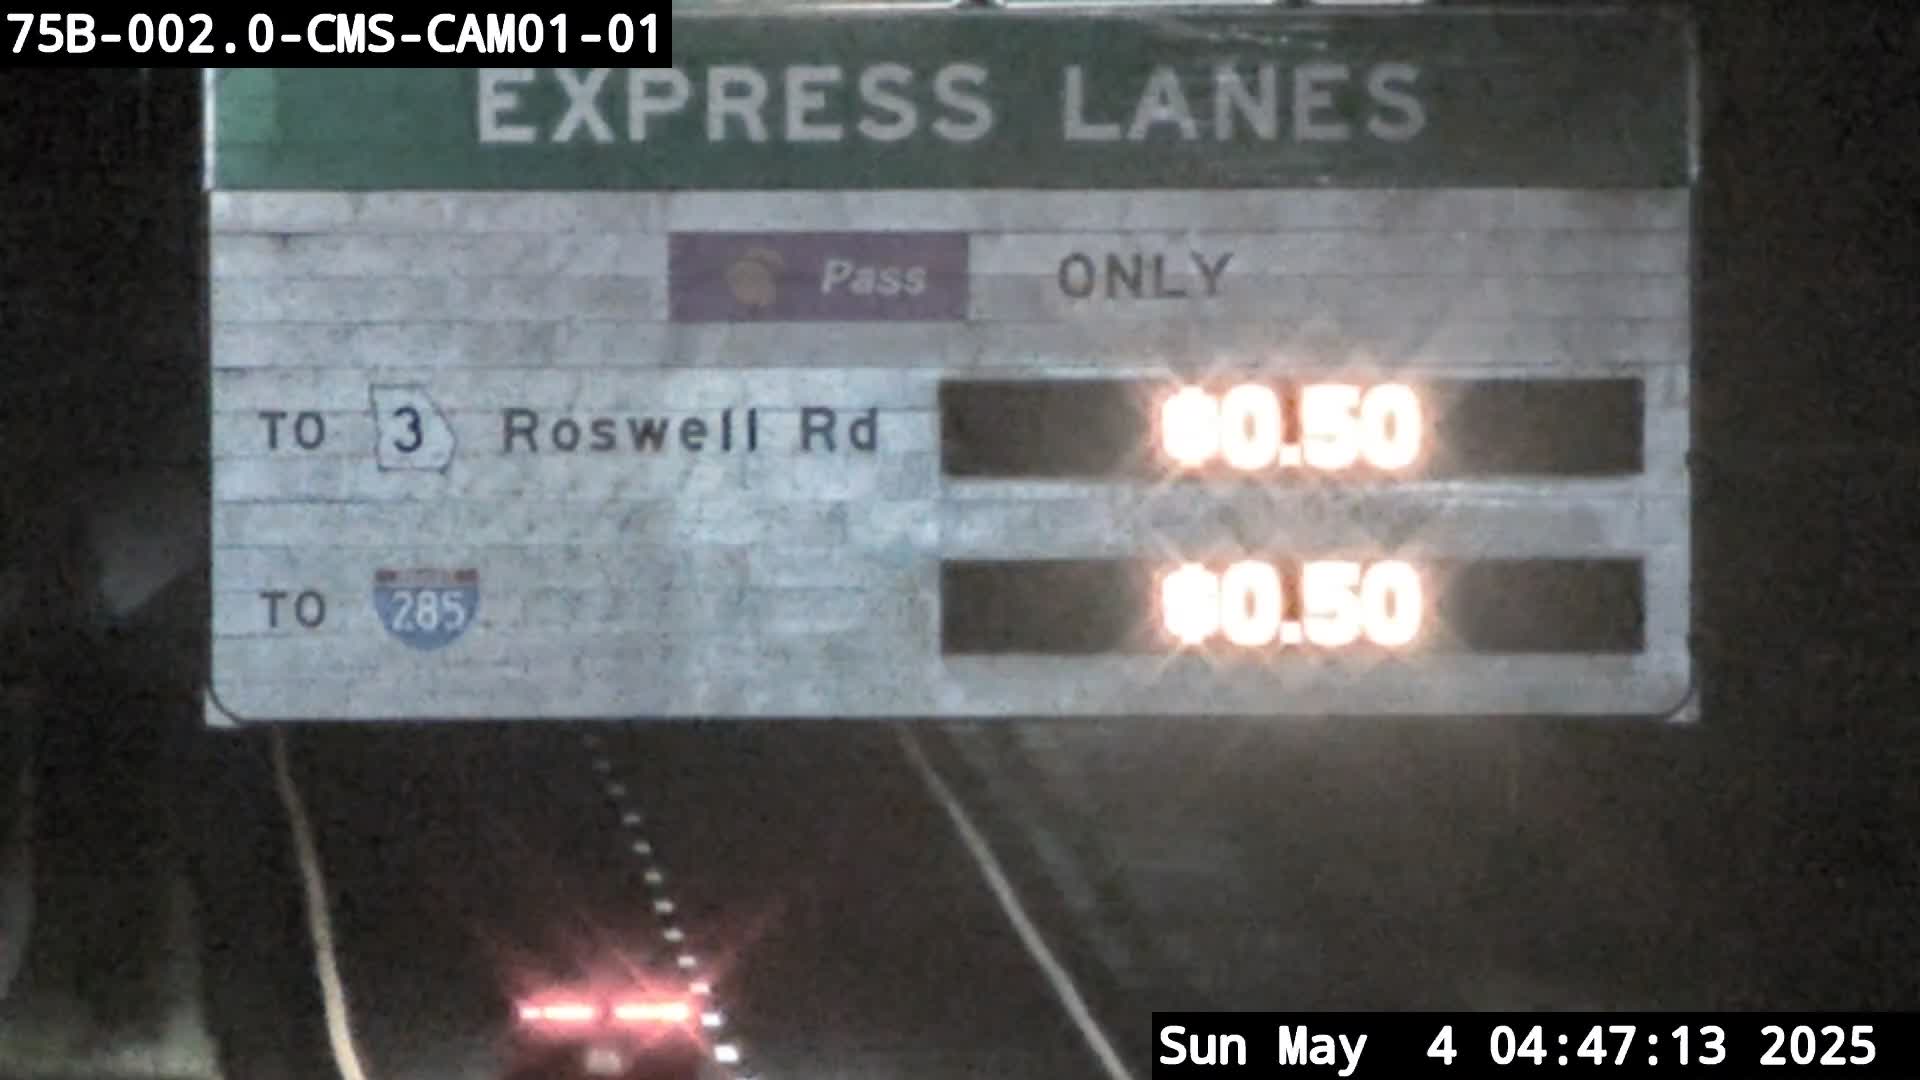 75B-002.0-CMS-CAM01-01
EXPRESS LANES
Pass ONLY
TO 3 Roswell Rd $0.50
TO 285 $0.50
Sun May 4 04:47:13 2025